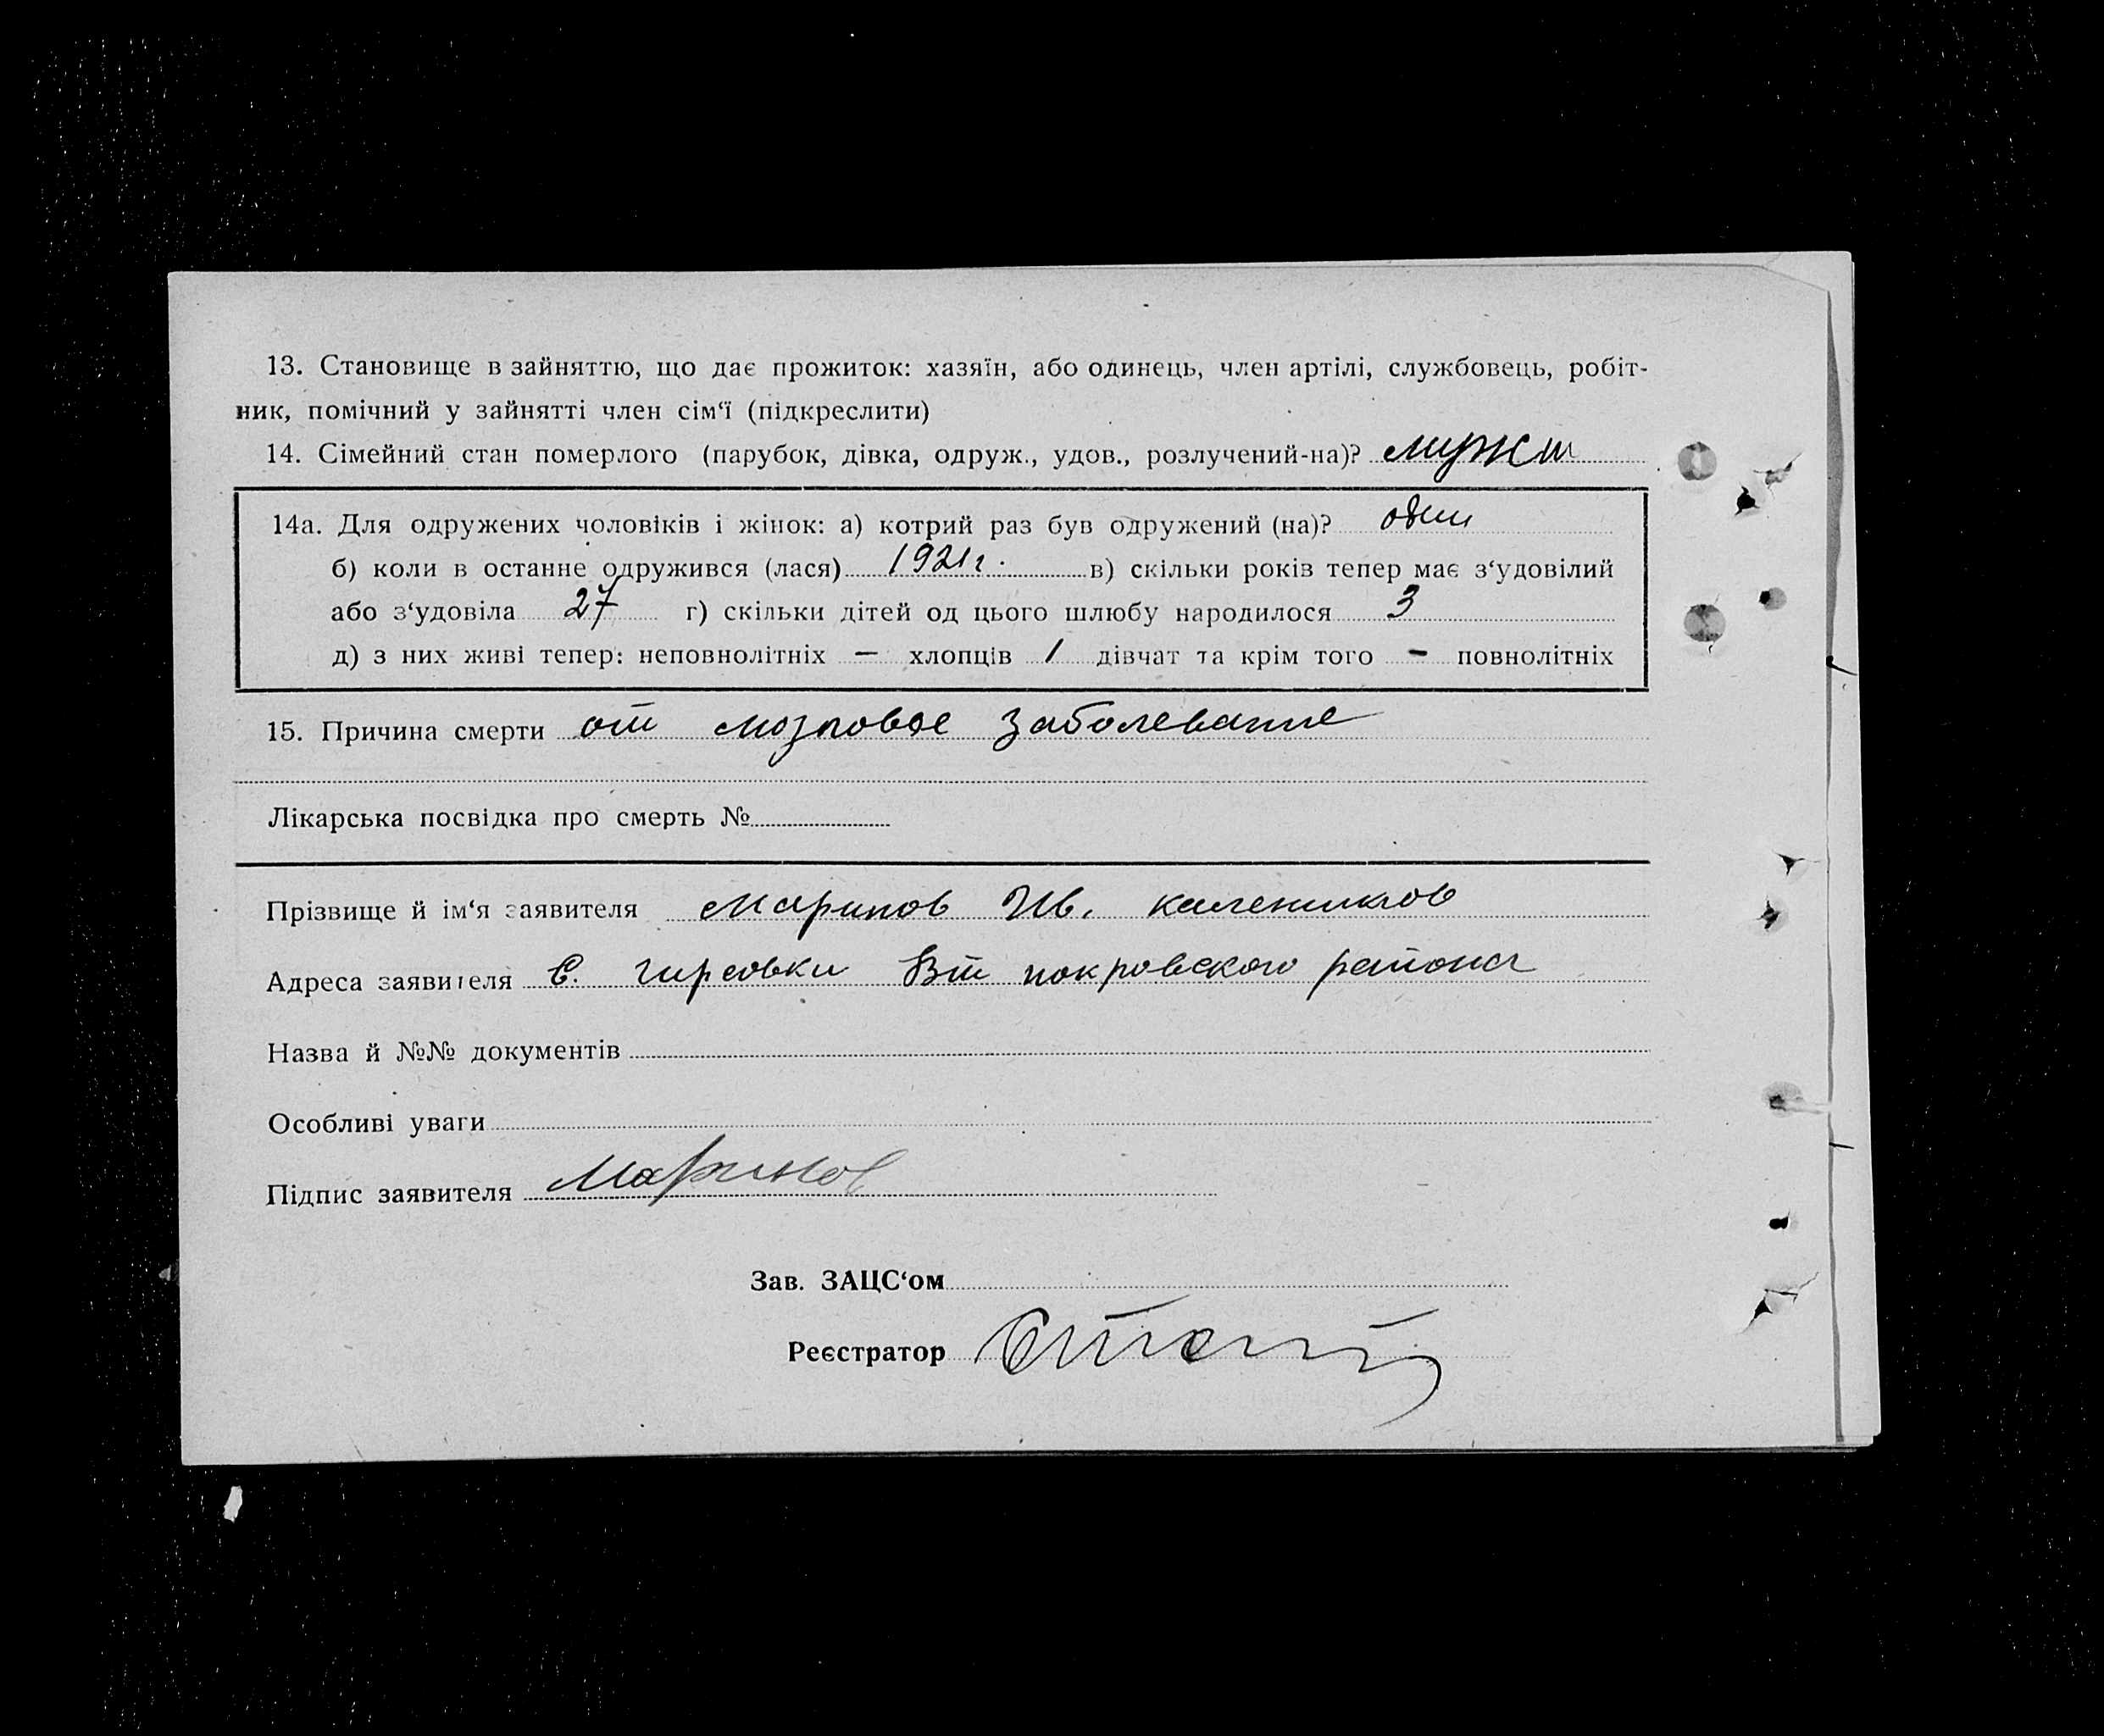 13. Становище в зайняттю, що дає прожиток: хазяїн, або одинець, член артілі, службовець, робіт-
ник, помічний у зайнятті член сім‘ї (підкреслити)
14. Сімейний стан померлого (парубок, дівка, одруж., удов., розлучений-на)?
14а. Для одружених чоловіків і жінок: а) котрий раз був одружений (на)? один
б) коли в останне одружився (лася) 1921 г. в) скільки років тепер має з‘удовілий
або з‘удовіла 27 г) скільки дітей од цього шлюбу народилося 3
д) з них живі тепер: неповнолітніх — хлопців 1 дівчат та крім того - повнолітніх
15. Причина смерти от мозговое заболевание
Лікарська посвідка про смерть №
Прізвище й ім‘я заявителя Маринов Ив. калеников
Адреса заявителя С. гирсовки покровского района
Назва й №№ документів
Особливі уваги
Підпис заявителя Маринов
Зав. ЗАЦС‘ом
Реєстратор